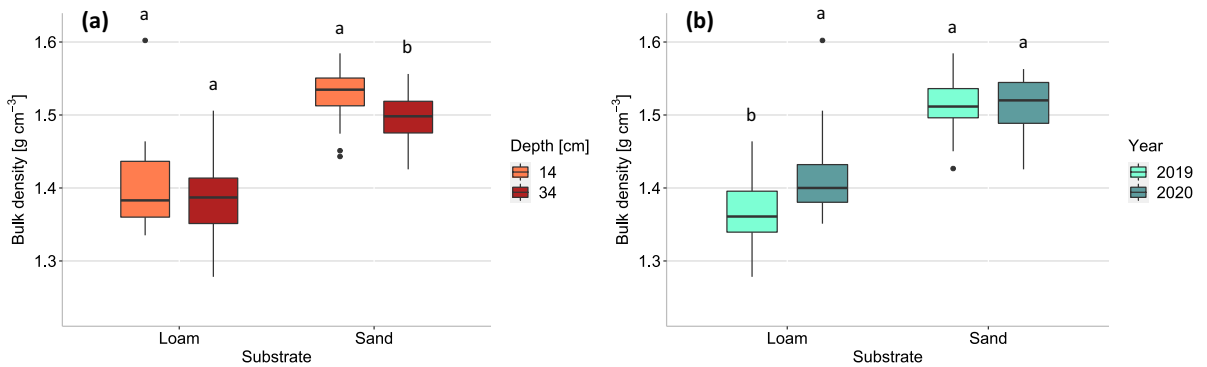 (a)
a
a
a
b
1.6
1.5
1.4
1.3
Bulk density [g cm⁻³]
Loam
Sand
Substrate
Depth [cm]
14
34
(b)
b
a
a
a
1.6
1.5
1.4
1.3
Bulk density [g cm⁻³]
Loam
Sand
Substrate
Year
2019
2020